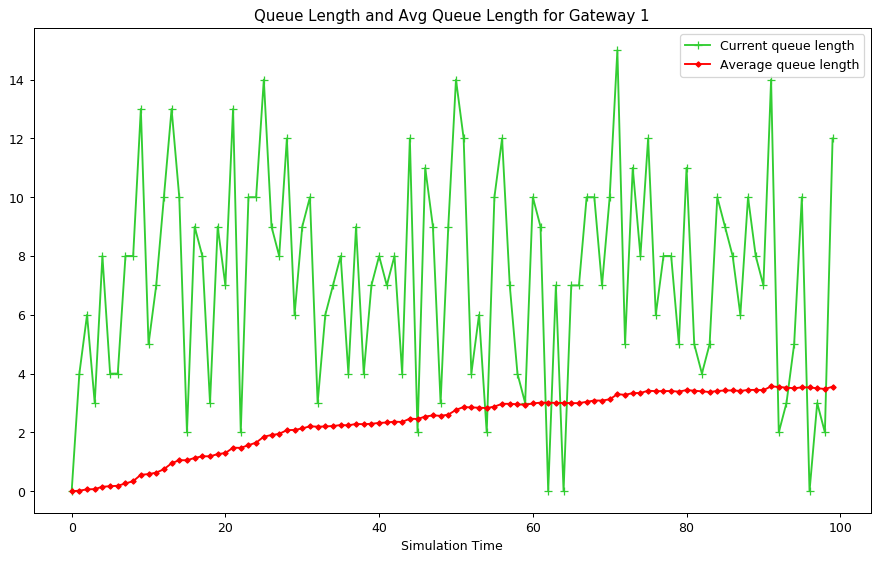 Queue Length and Avg Queue Length for Gateway 1
Current queue length
Average queue length
14
12
10
8
6
4
2
0
0 20 40 60 80 100
Simulation Time